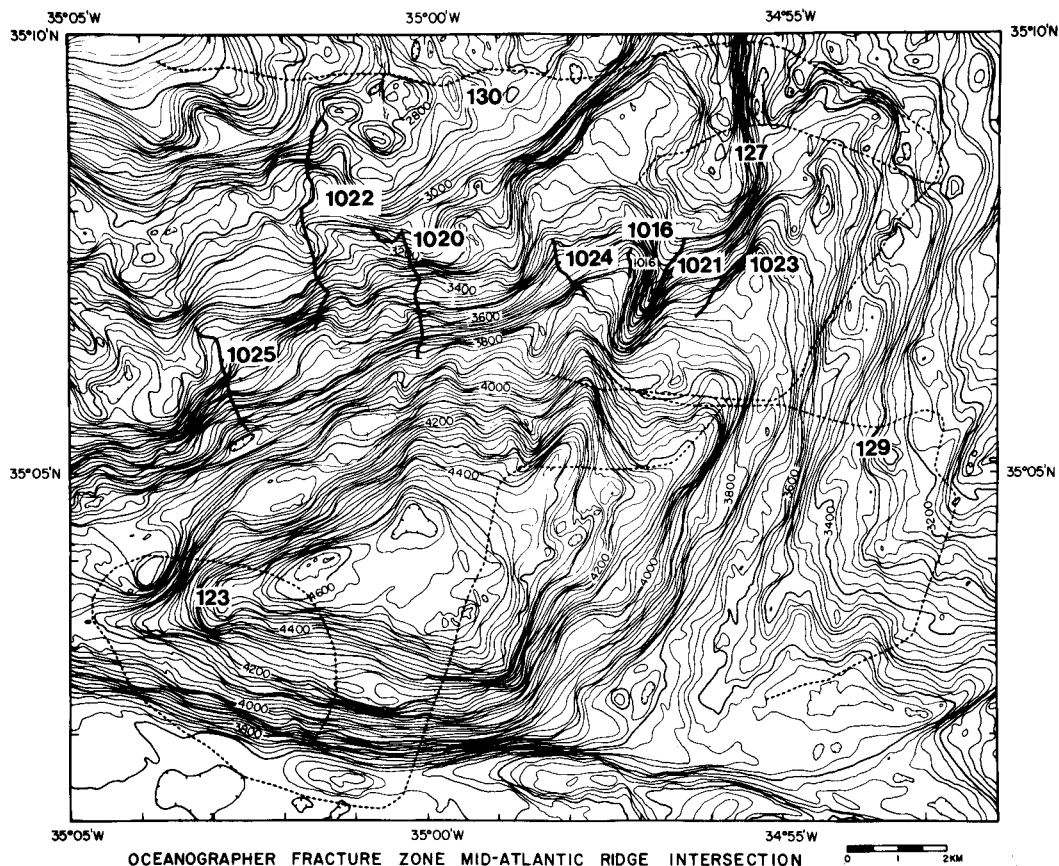 35°05'W 35°00'W 34°55'W
35°10'N 35°10'N
130
2800
127
3000
1022
1016
1020
1024 1016 1021 1023
3400
3600
3800
1025
4000
4200
129
4400
35°05'N 35°05'N
3800 3600 3400 3200
4200 4000
123
4600
4400
4200
4000
3800
35°05'W 35°00'W 34°55'W
OCEANOGRAPHER FRACTURE ZONE MID-ATLANTIC RIDGE INTERSECTION
0 1 2KM